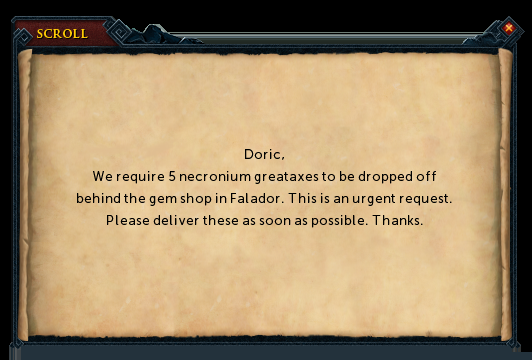 SCROLL
Doric,
We require 5 necronium greataxes to be dropped off
behind the gem shop in Falador. This is an urgent request.
Please deliver these as soon as possible. Thanks.